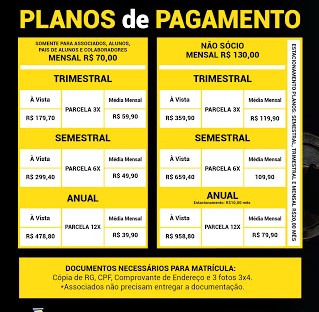 PLANOS de PAGAMENTO
SOMENTE PARA ASSOCIADOS, ALUNOS,
PAIS DE ALUNOS E COLABORADORES
MENSAL R$ 70,00
TRIMESTRAL
À Vista
PARCELA 3X
Média Mensal
R$ 179,70
R$ 59,90
SEMESTRAL
À Vista
PARCELA 6X
Média Mensal
R$ 299,40
R$ 49,90
ANUAL
À Vista
PARCELA 12X
Média Mensal
R$ 478,80
R$ 39,90
NÃO SÓCIO
MENSAL R$ 130,00
TRIMESTRAL
À Vista
PARCELA 3X
Média Mensal
R$ 359,90
R$ 119,90
SEMESTRAL
À Vista
PARCELA 6X
Média Mensal
R$ 659,40
109,90
ANUAL
Estacionamento: R$10,00 mês
À Vista
PARCELA 12X
Média Mensal
R$ 958,80
R$ 79,90
ESTACIONAMENTO PLANOS: SEMESTRAL, TRIMESTRAL E MENSAL R$20,00 MÊS
DOCUMENTOS NECESSÁRIOS PARA MATRÍCULA:
Cópia de RG, CPF, Comprovante de Endereço e 3 fotos 3x4.
*Associados não precisam entregar a documentação.